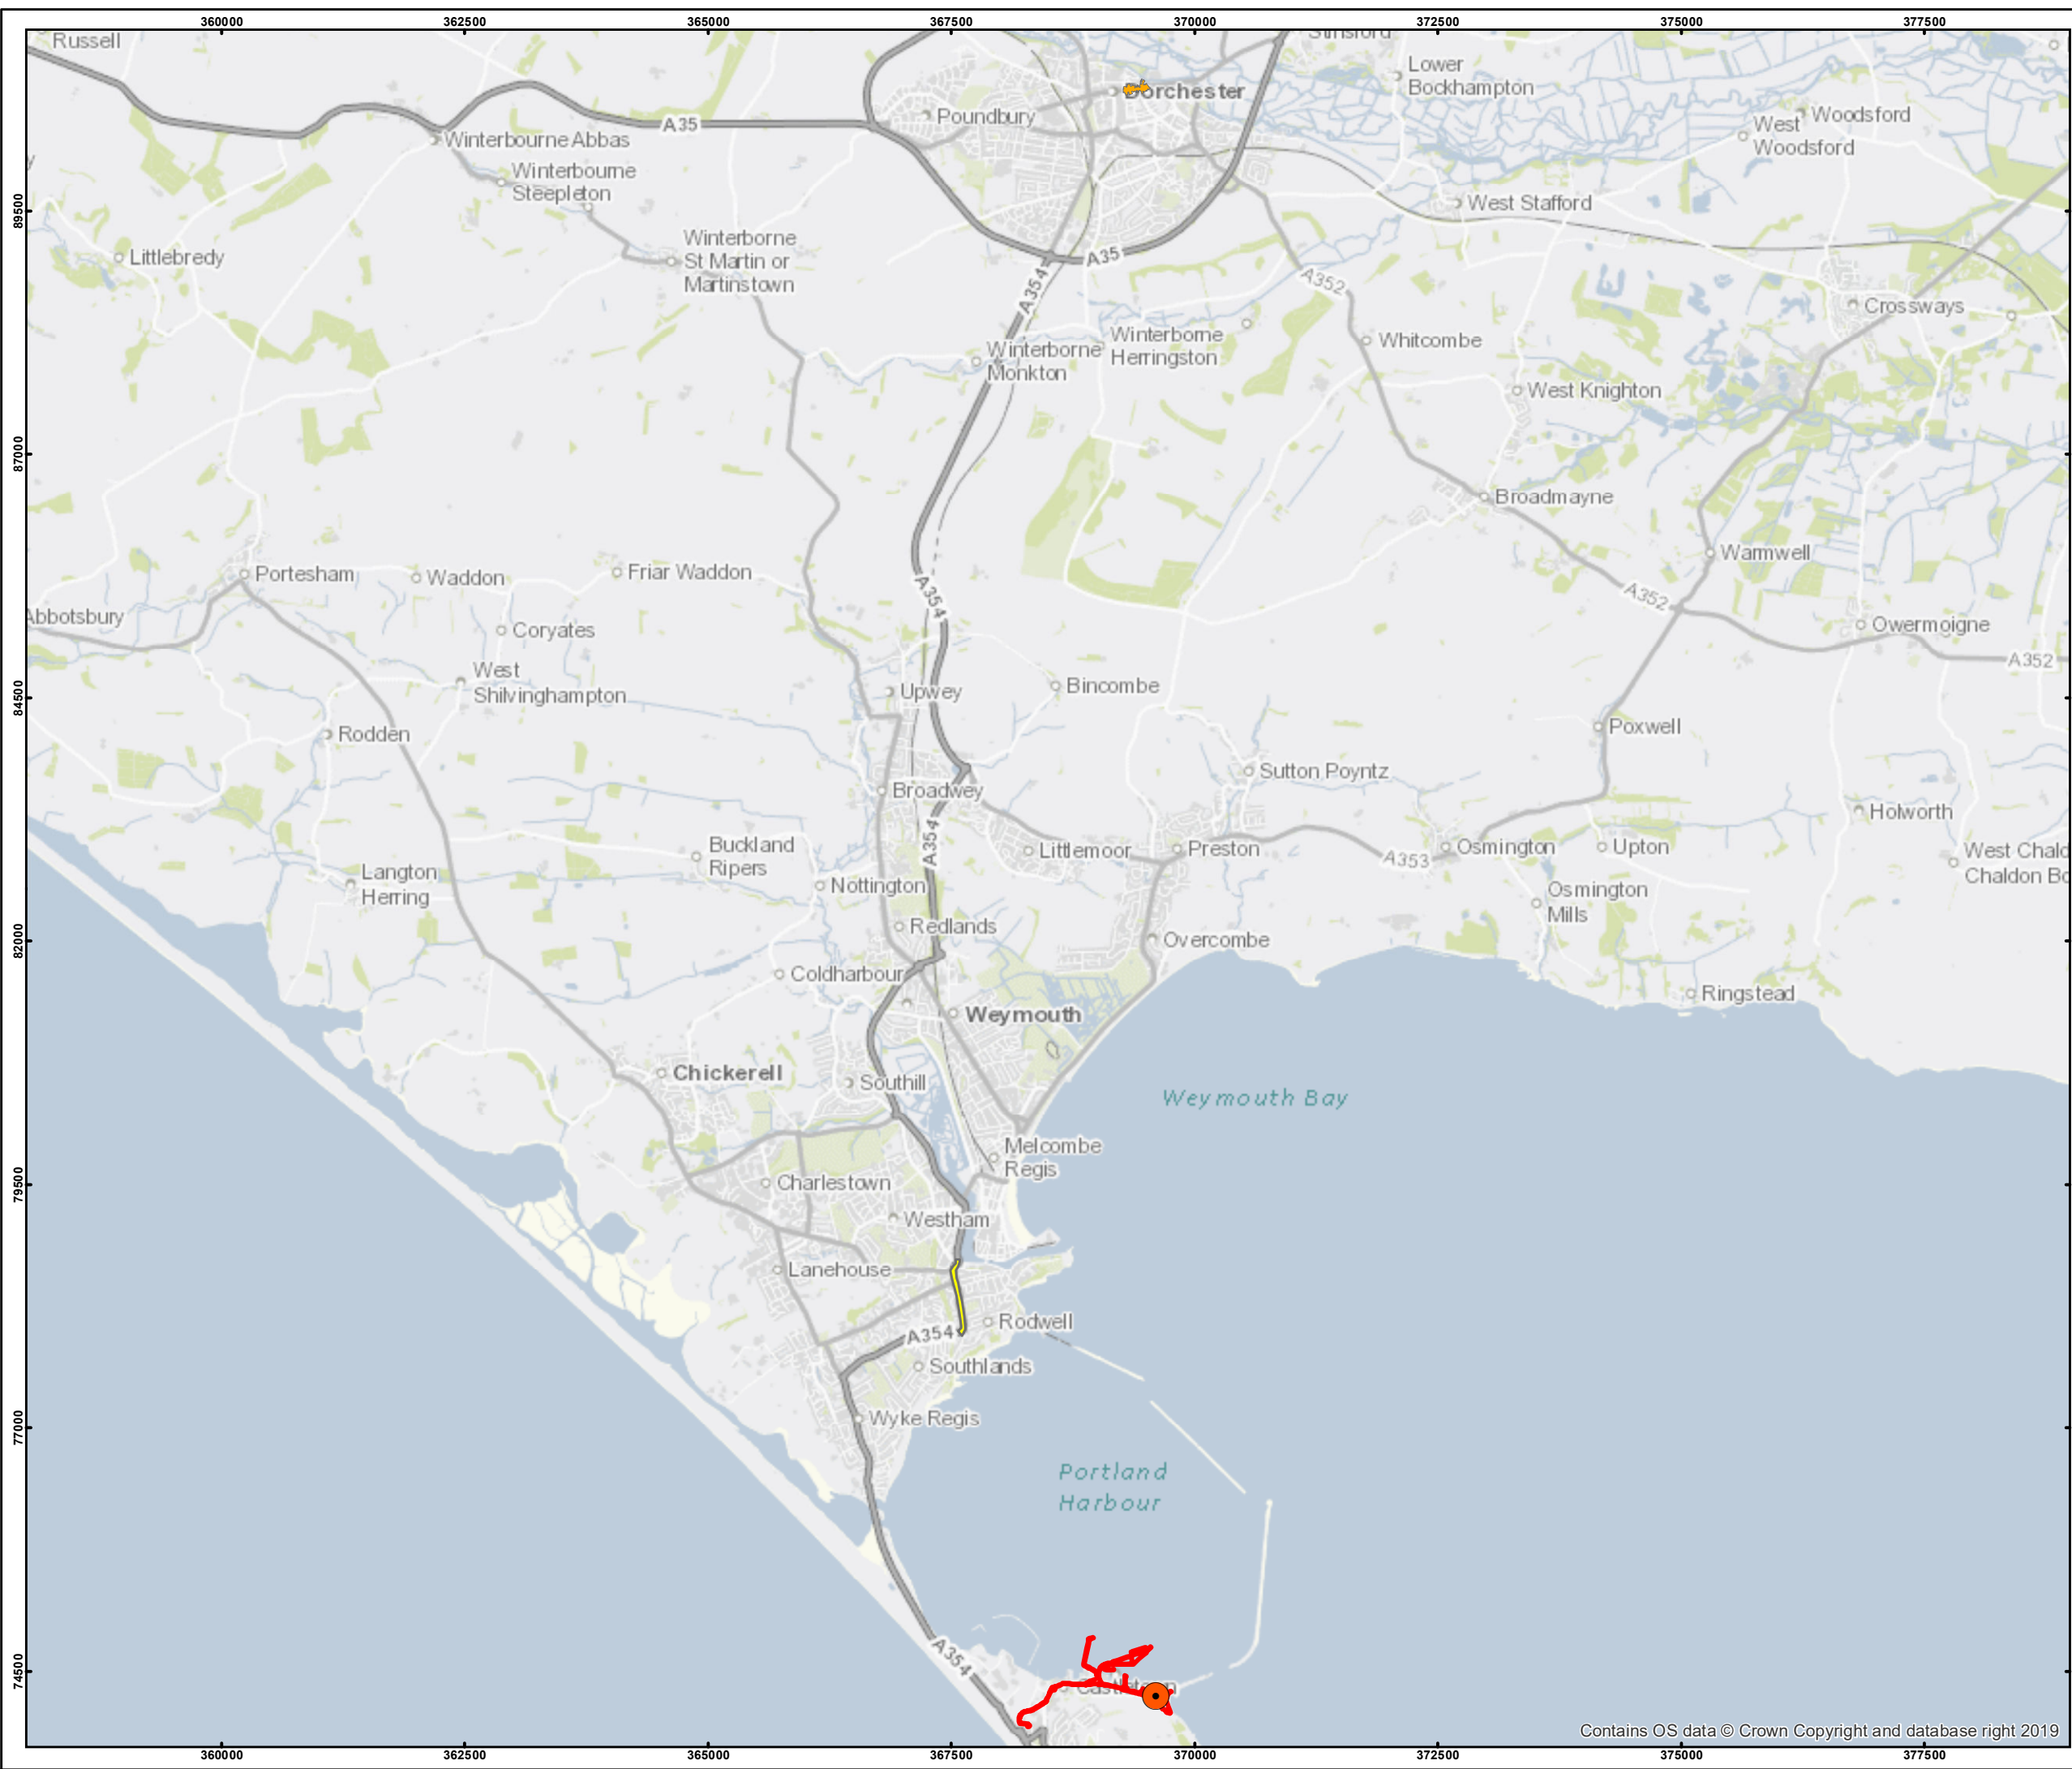 360000
362500
365000
367500
370000
372500
375000
377500
Russell
Stinsford
Lower
Bockhampton
Dorchester
Poundbury
Woodsford
West
Woodsford
A35
Winterbourne Abbas
Winterbourne
Steepleton
89500
West Stafford
Littlebredy
Winterborne
St Martin or
Martinstown
A35
A354
A352
Crossways
Winterborne
Monkton
Winterborne
Herringston
Whitcombe
West Knighton
87000
Broadmayne
Warmwell
Portesham
Waddon
Friar Waddon
A354
A352
Abbotsbury
Coryates
Owermoigne
A352
West
Shilvinghampton
84500
Upwey
Bincombe
Rodden
Poxwell
Sutton Poyntz
Broadwey
Holworth
A354
Buckland
Ripers
Littlemoor
Preston
A353
Osmington
Upton
West Chald
Chaldon Bo
Langton
Herring
Nottington
Osmington
Mills
Redlands
82000
Overcombe
Coldharbour
Ringstead
Weymouth
Chickerell
Southill
Weymouth Bay
Melcombe
Regis
79500
Charlestown
Westham
Lanehouse
Rodwell
A354
Southlands
77000
Wyke Regis
Portland
Harbour
A354
74500
Castletown
Contains OS data © Crown Copyright and database right 2019
360000
362500
365000
367500
370000
372500
375000
377500